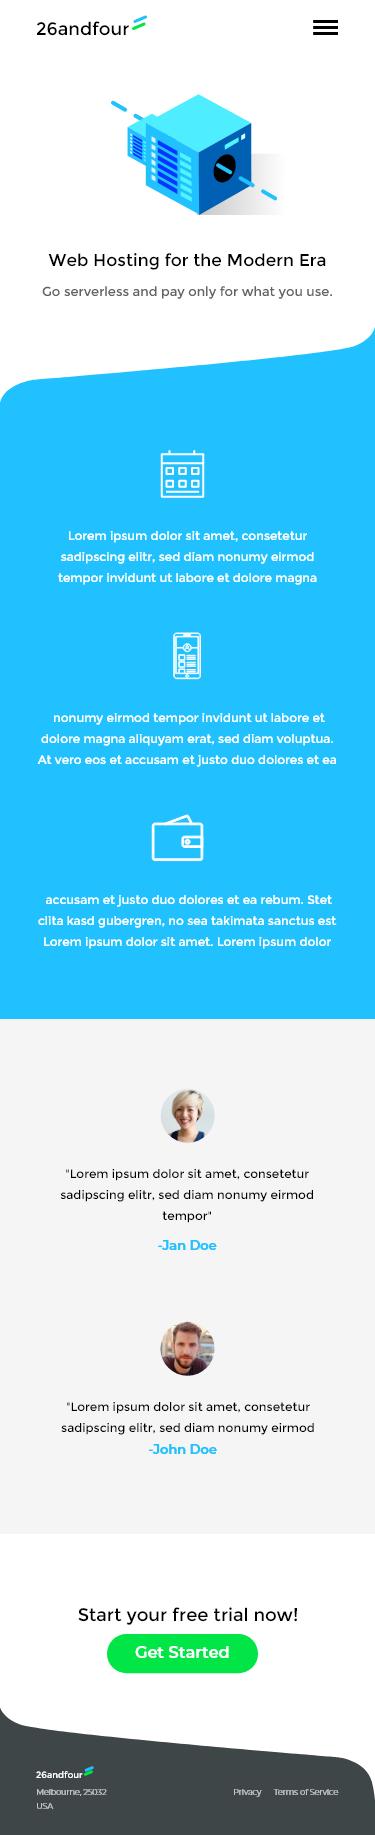 26andfour
Web Hosting for the Modern Era
Go serverless and pay only for what you use.
Lorem ipsum dolor sit amet, consetetur
sadipscing elitr, sed diam nonumy eirmod
tempor invidunt ut labore et dolore magna
nonumy eirmod tempor invidunt ut labore et
dolore magna aliquyam erat, sed diam voluptua.
At vero eos et accusam et justo duo dolores et ea
accusam et justo duo dolores et ea rebum. Stet
clita kasd gubergren, no sea takimata sanctus est
Lorem ipsum dolor sit amet. Lorem ipsum dolor
"Lorem ipsum dolor sit amet, consetetur
sadipscing elitr, sed diam nonumy eirmod
tempor"
-Jan Doe
"Lorem ipsum dolor sit amet, consetetur
sadipscing elitr, sed diam nonumy eirmod
-John Doe
Start your free trial now!
Get Started
26andfour
Melbourne, 25032
USA
Privacy Terms of Service